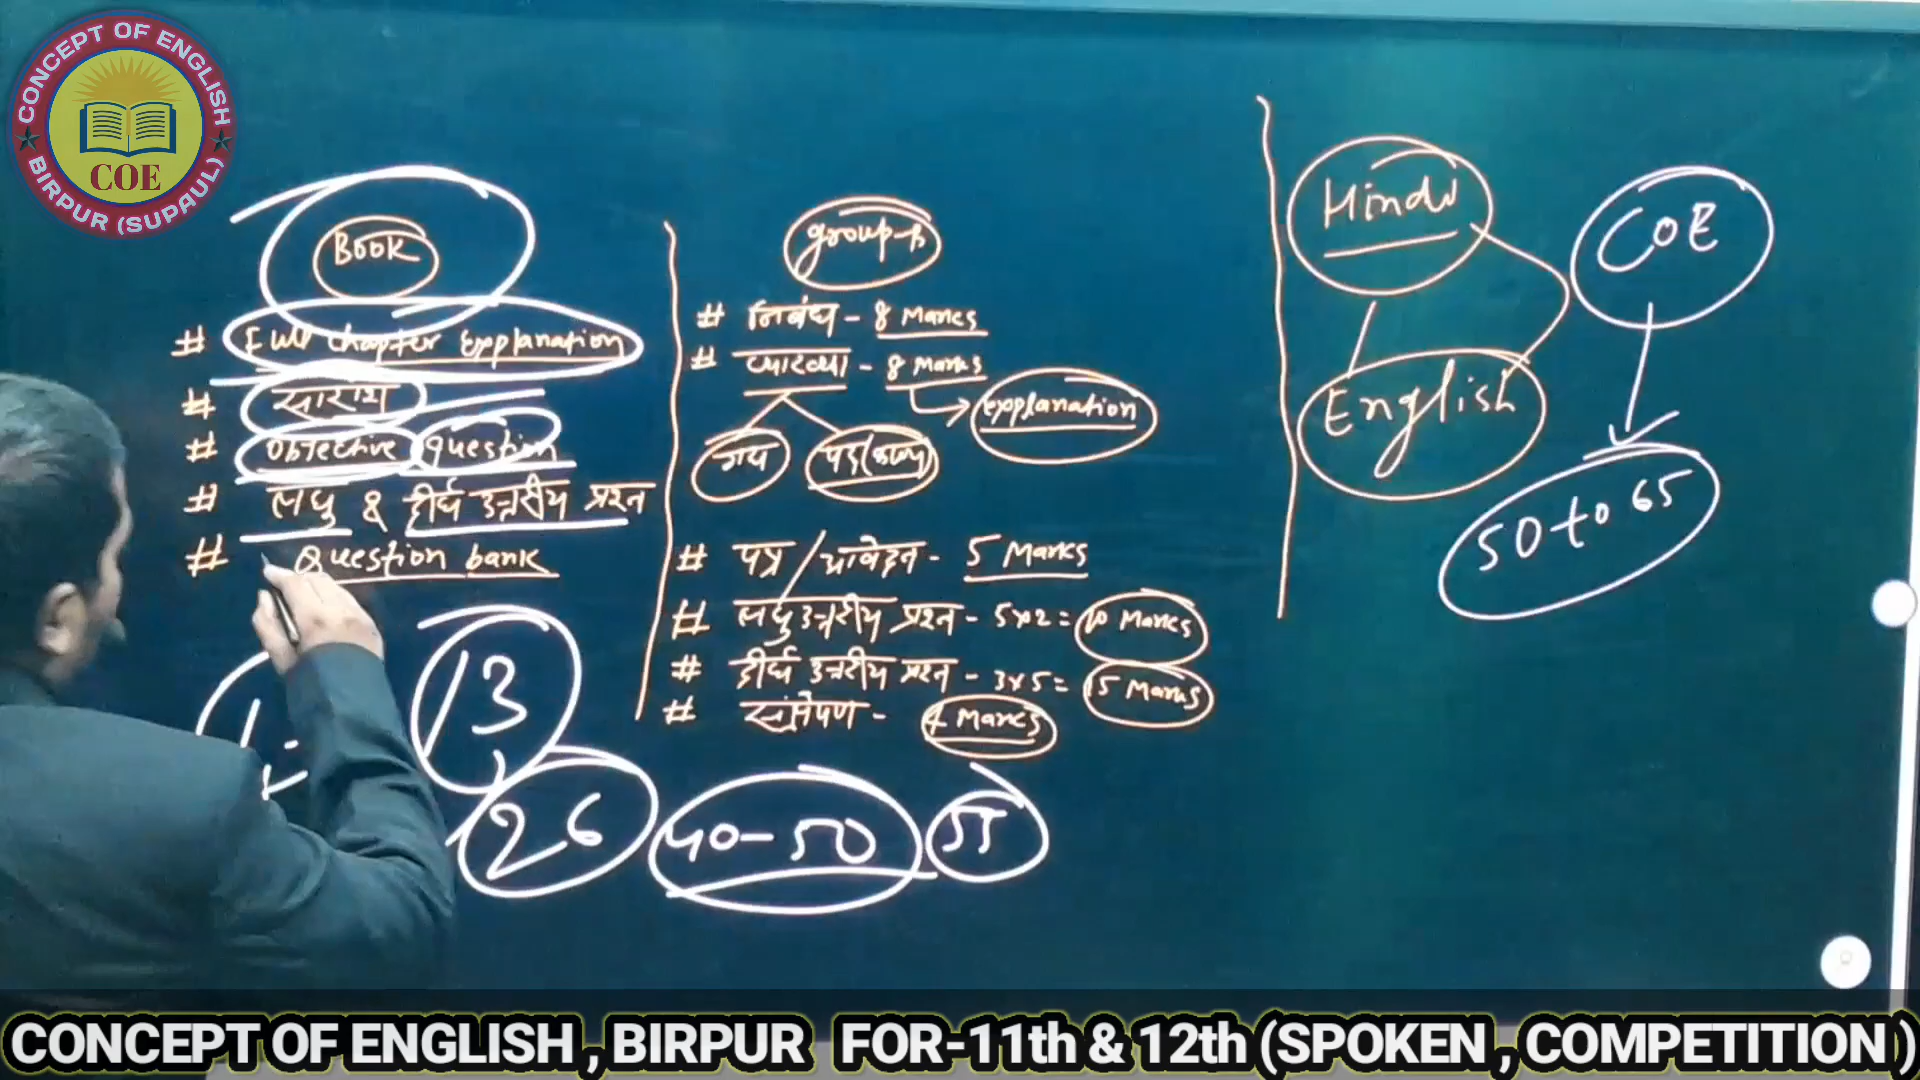 CONCEPT OF ENGLISH
COE
BIRPUR (SUPAUL)
Book
# Full chapter explanation
# सारांश
# objective question
# लघु & दीर्घ उत्तरीय प्रश्न
# Question bank
13
26
40-50
55
group-B
# निबंध - 8 Marks
# व्याख्या - 8 Marks
explanation
गद्य
पद्य(काव्य)
# पत्र/आवेदन - 5 Marks
# लघु उत्तरीय प्रश्न - 5×2= 10 Marks
# दीर्घ उत्तरीय प्रश्न - 3×5= 15 Marks
# संक्षेपण - 4 Marks
Hindi
English
COE
50 to 65
CONCEPT OF ENGLISH , BIRPUR FOR-11th & 12th (SPOKEN , COMPETITION )